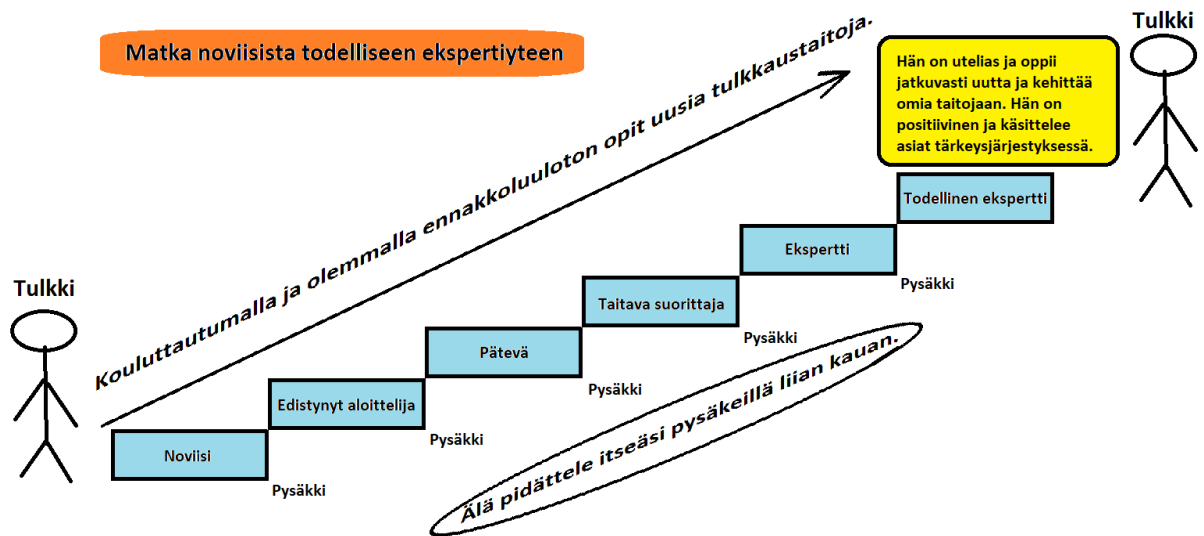 Matka noviisista todelliseen ekspertiyteen
Tulkki
Hän on utelias ja oppii
jatkuvasti uutta ja kehittää
omia taitojaan. Hän on
positiivinen ja käsittelee
asiat tärkeysjärjestyksessä.
Kouluttautumalla ja olemmalla ennakkoluuloton opit uusia tulkkaustaitoja.
Todellinen ekspertti
Ekspertti
Pysäkki
Tulkki
Taitava suorittaja
Pysäkki
Pätevä
Pysäkki
Edistynyt aloittelija
Pysäkki
Noviisi
Pysäkki
Älä pidättele itseäsi pysäkeillä liian kauan.